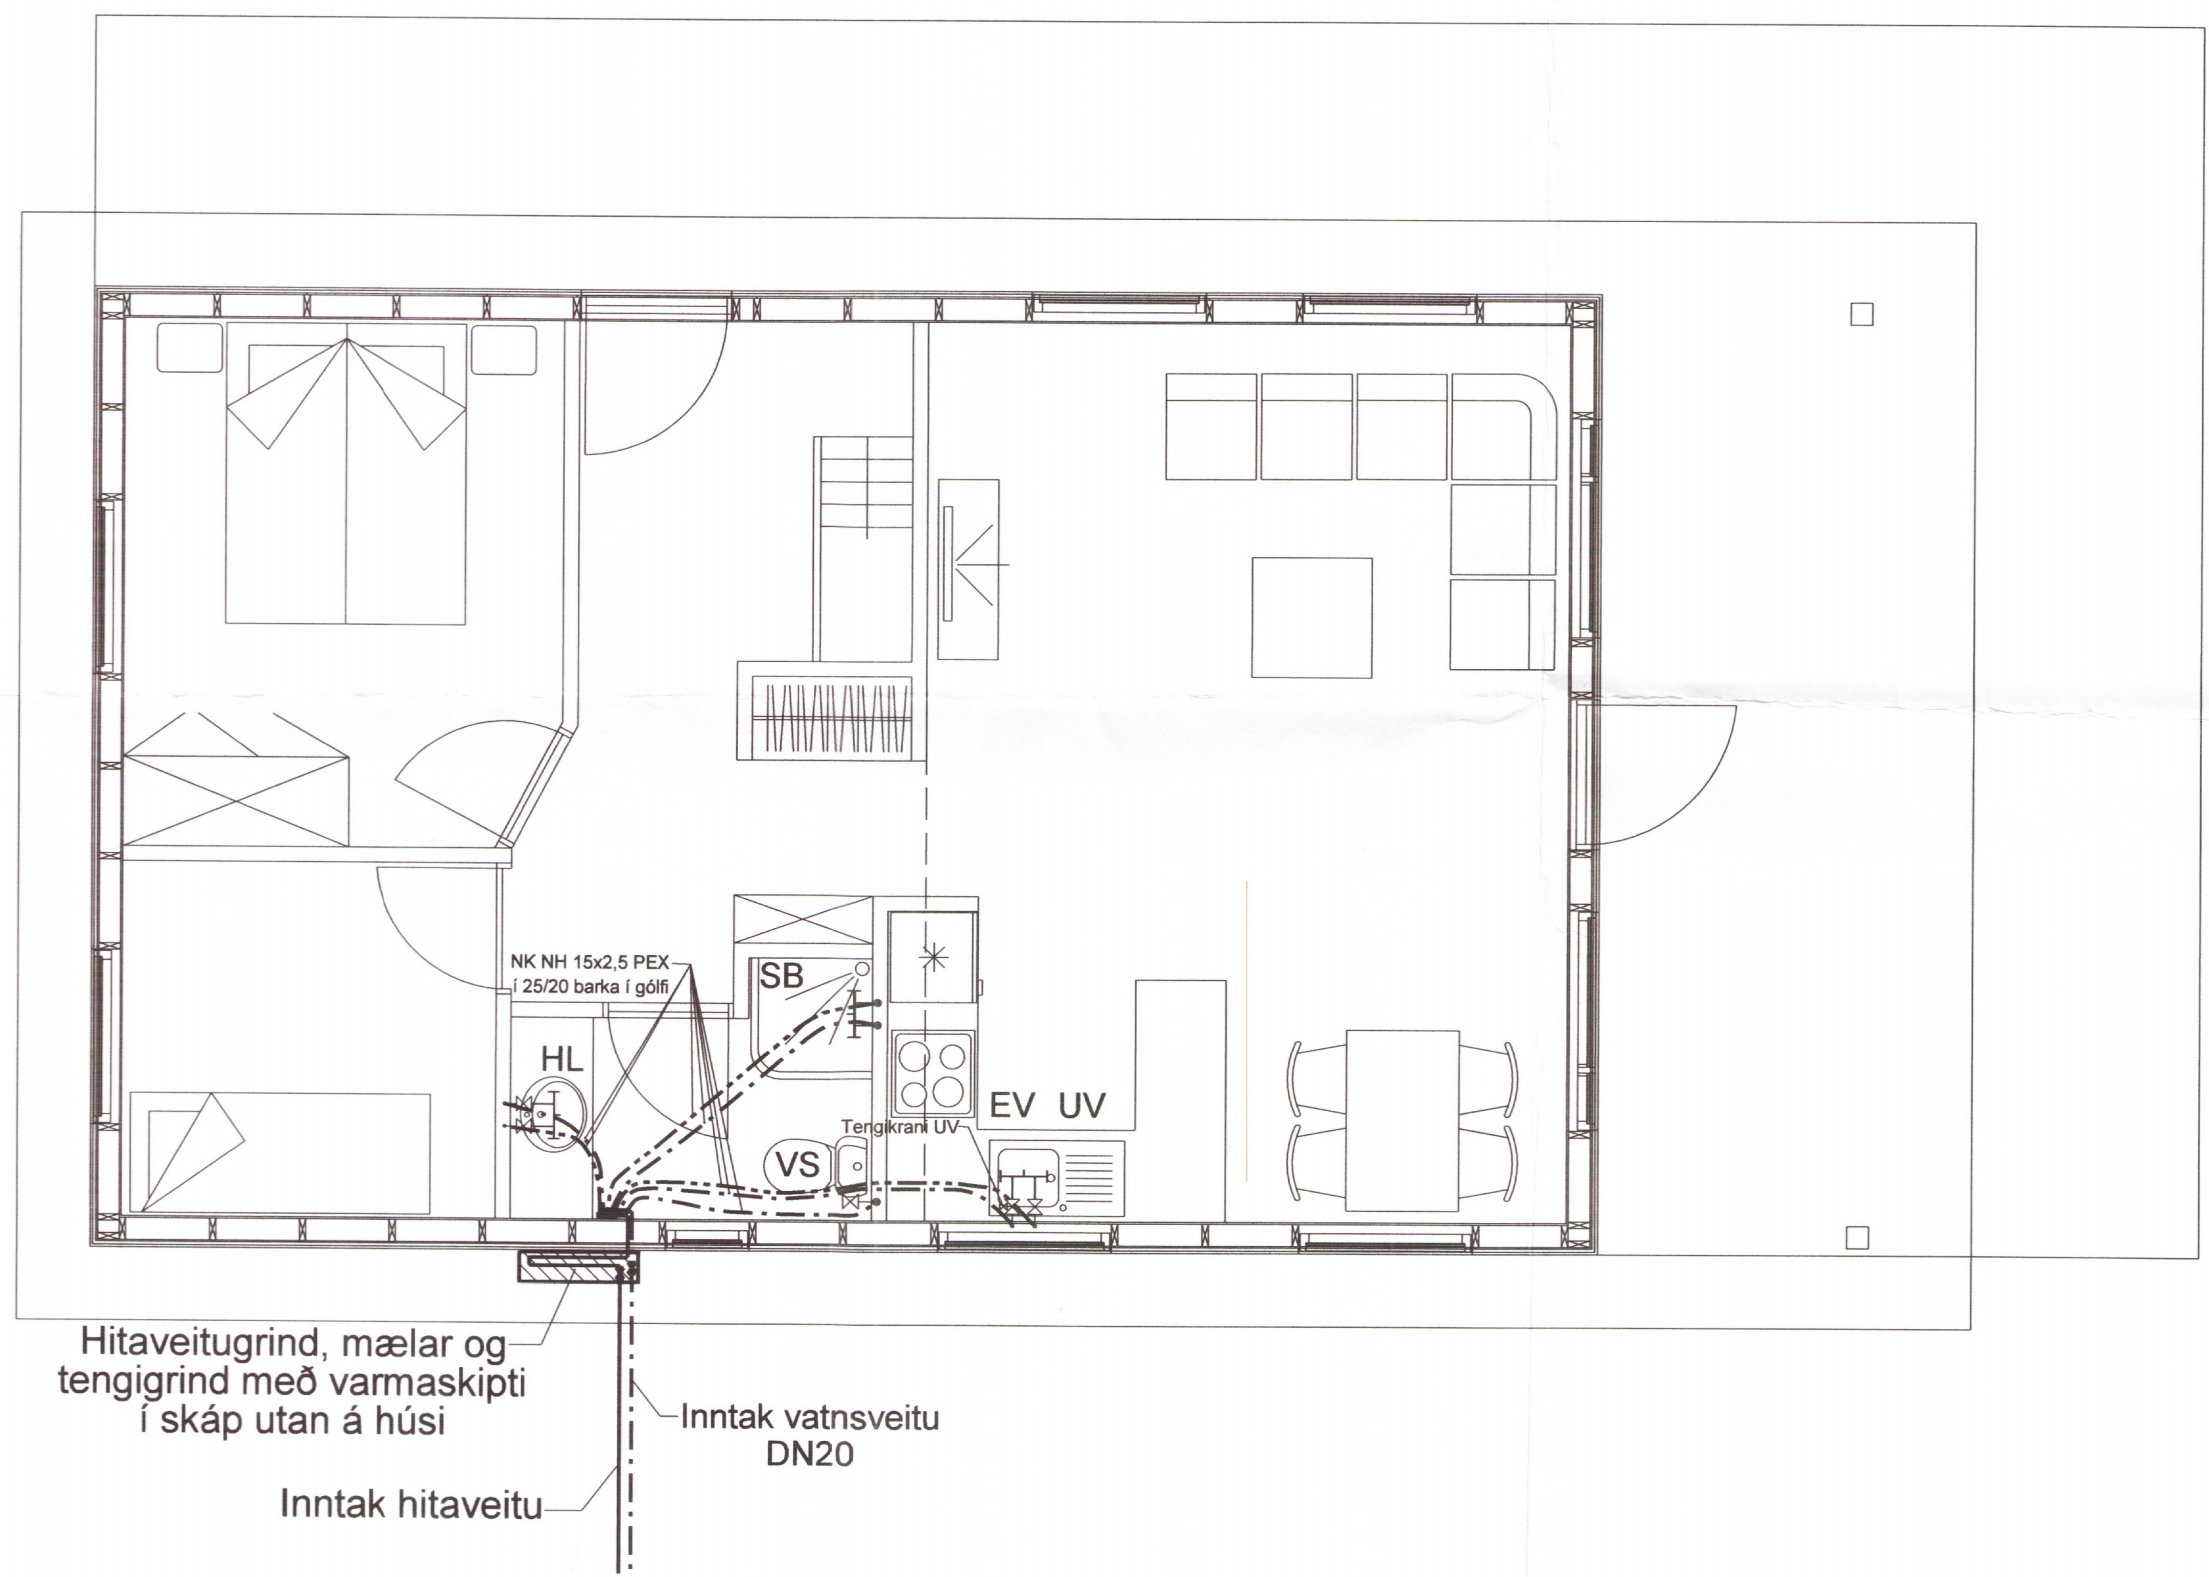 NK NH 15x2,5 PEX
í 25/20 barka í gólfi
SB
HL
EV UV
Tengikrani UV
VS
Hitaveitugrind, mælar og
tengigrind með varmaskipti
í skáp utan á húsi
Inntak vatnsveitu
DN20
Inntak hitaveitu